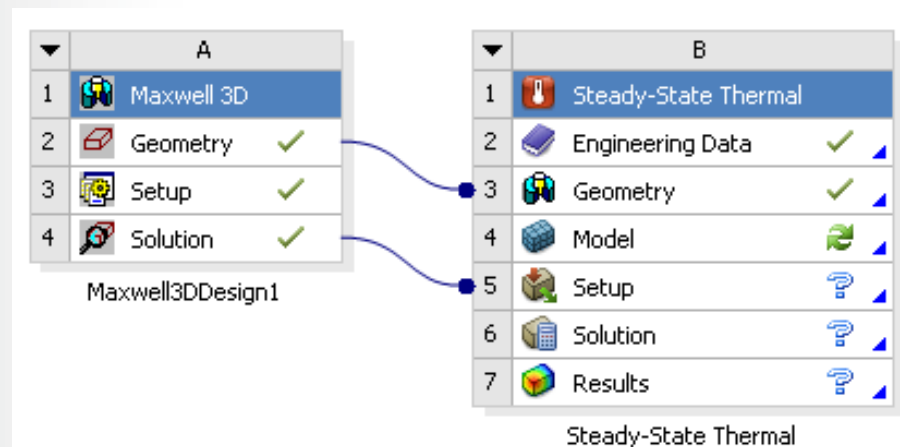 A
1 Maxwell 3D
2 Geometry
3 Setup
4 Solution
Maxwell3DDesign1
B
1 Steady-State Thermal
2 Engineering Data
3 Geometry
4 Model
5 Setup
6 Solution
7 Results
Steady-State Thermal